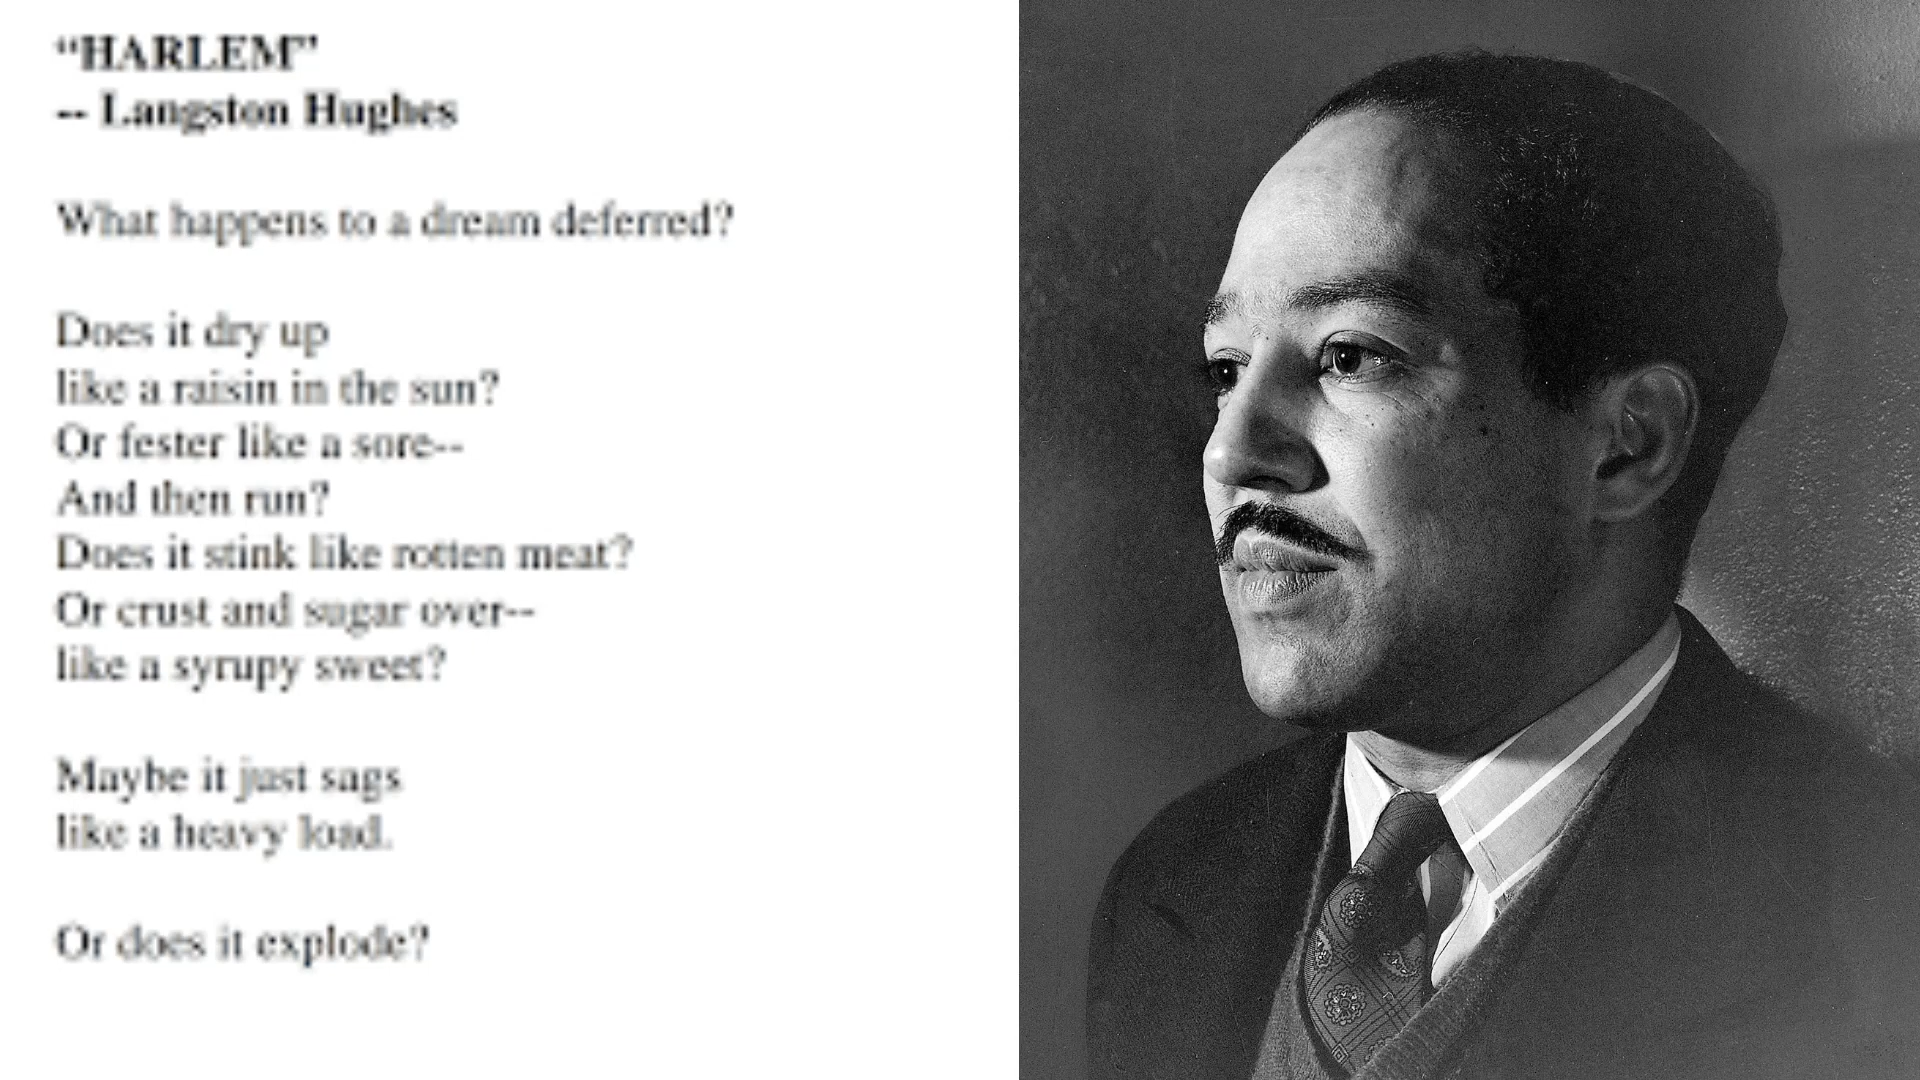 “HARLEM”
-- Langston Hughes
What happens to a dream deferred?
Does it dry up
like a raisin in the sun?
Or fester like a sore--
And then run?
Does it stink like rotten meat?
Or crust and sugar over--
like a syrupy sweet?
Maybe it just sags
like a heavy load.
Or does it explode?